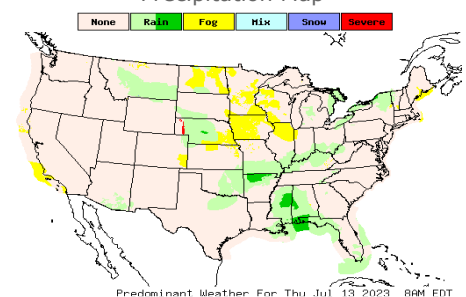 Precipitation Map
None Rain Fog Mix Snow Severe
Predominant Weather For Thu Jul 13 2023 8AM EDT